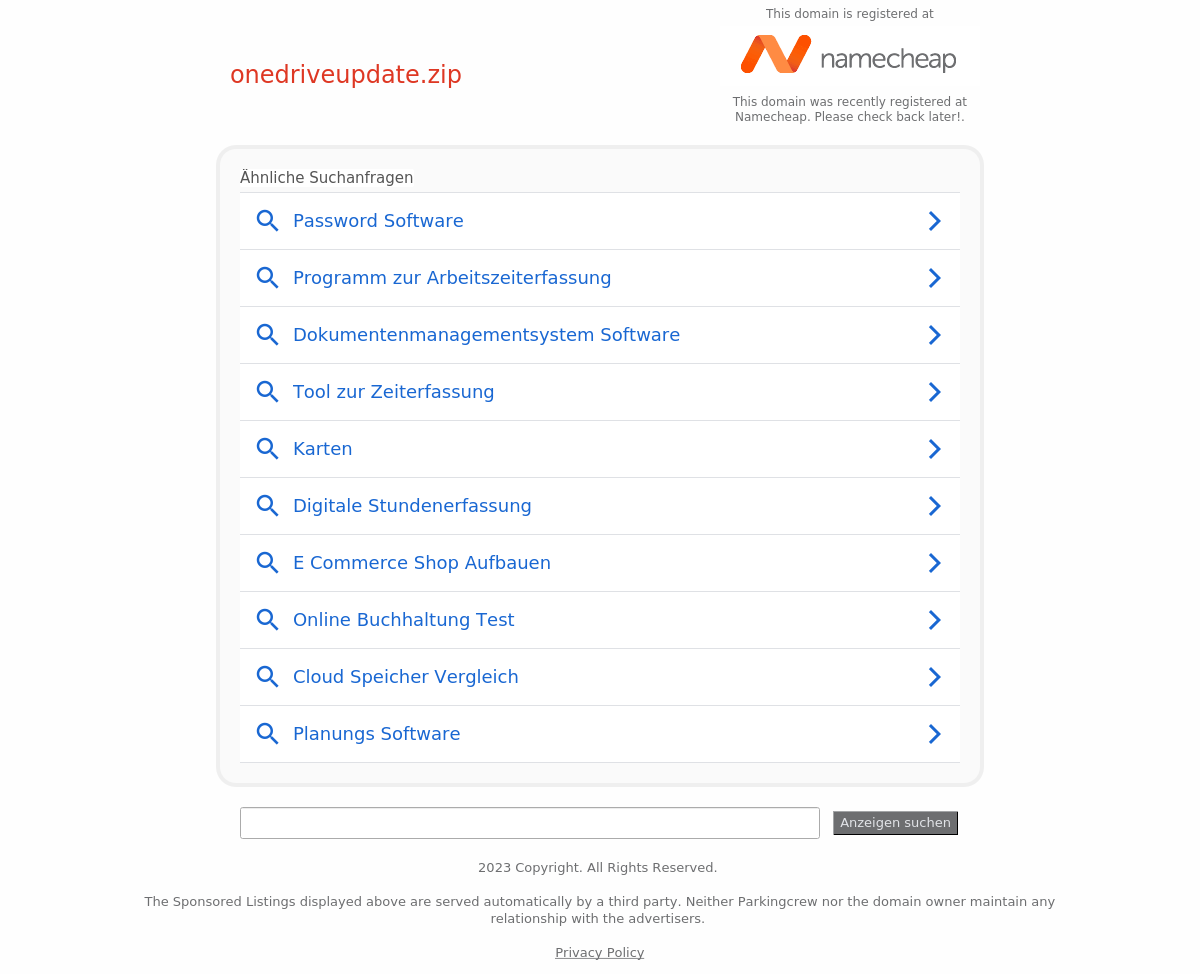 This domain is registered at
namecheap
onedriveupdate.zip
This domain was recently registered at
Namecheap. Please check back later!.
Ähnliche Suchanfragen
Password Software
Programm zur Arbeitszeiterfassung
Dokumentenmanagementsystem Software
Tool zur Zeiterfassung
Karten
Digitale Stundenerfassung
E Commerce Shop Aufbauen
Online Buchhaltung Test
Cloud Speicher Vergleich
Planungs Software
Anzeigen suchen
2023 Copyright. All Rights Reserved.
The Sponsored Listings displayed above are served automatically by a third party. Neither Parkingcrew nor the domain owner maintain any
relationship with the advertisers.
Privacy Policy